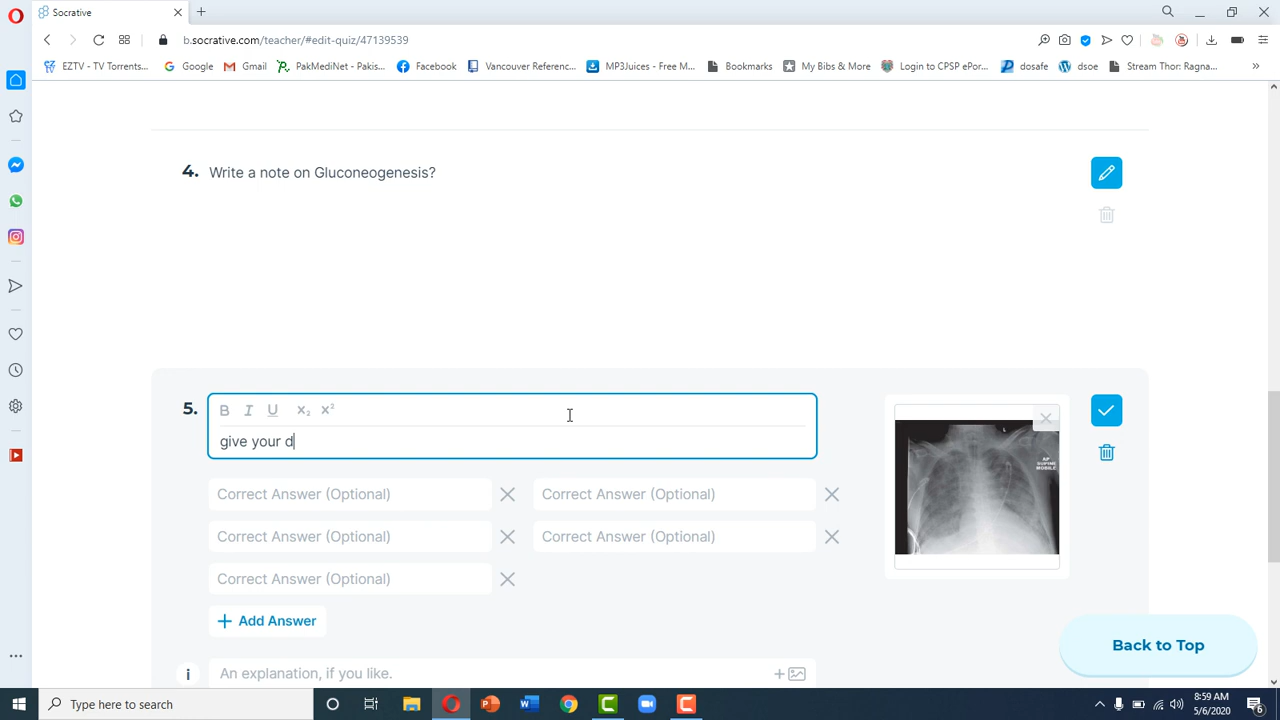 Socrative
b.socrative.com/teacher/#edit-quiz/47139539
EZTV - TV Torrents...
Google
Gmail
PakMediNet - Pakis...
Facebook
Vancouver Referenc...
MP3Juices - Free M...
Bookmarks
My Bibs & More
Login to CPSP ePor...
dosafe
dsoe
Stream Thor: Ragna...
4. Write a note on Gluconeogenesis?
5.
B I U X₂ X²
give your d
Correct Answer (Optional)
Correct Answer (Optional)
Correct Answer (Optional)
Correct Answer (Optional)
Correct Answer (Optional)
+ Add Answer
An explanation, if you like.
AP
SUPINE
MOBILE
Back to Top
Type here to search
8:59 AM
5/6/2020
6